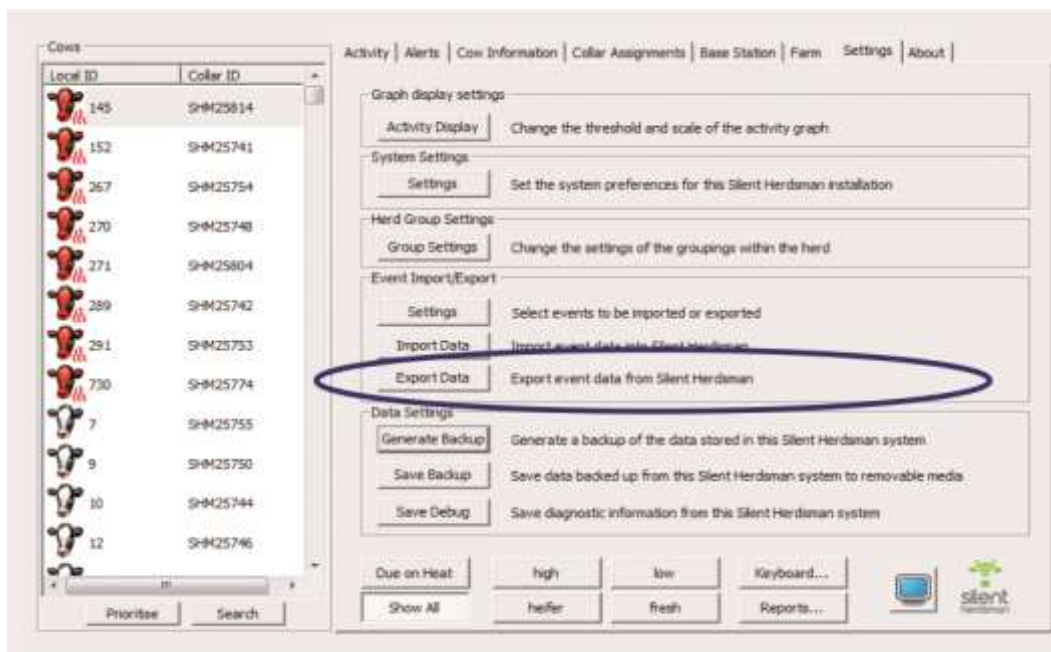 Cows
Local ID Collar ID
145 SHM25814
152 SHM25741
267 SHM25754
270 SHM25748
271 SHM25804
289 SHM25742
291 SHM25753
730 SHM25774
7 SHM25755
9 SHM25750
10 SHM25744
12 SHM25746
Prioritise Search
Activity Alerts Cow Information Collar Assignments Base Station Farm Settings About
Graph display settings
Activity Display Change the threshold and scale of the activity graph
System Settings
Settings Set the system preferences for this Silent Herdsman installation
Herd Group Settings
Group Settings Change the settings of the groupings within the herd
Event Import/Export
Settings Select events to be imported or exported
Import Data Import event data into Silent Herdsman
Export Data Export event data from Silent Herdsman
Data Settings
Generate Backup Generate a backup of the data stored in this Silent Herdsman system
Save Backup Save data backed up from this Silent Herdsman system to removable media
Save Debug Save diagnostic information from this Silent Herdsman system
Due on Heat high low Keyboard...
Show All heifer fresh Reports...
silent
herdsman